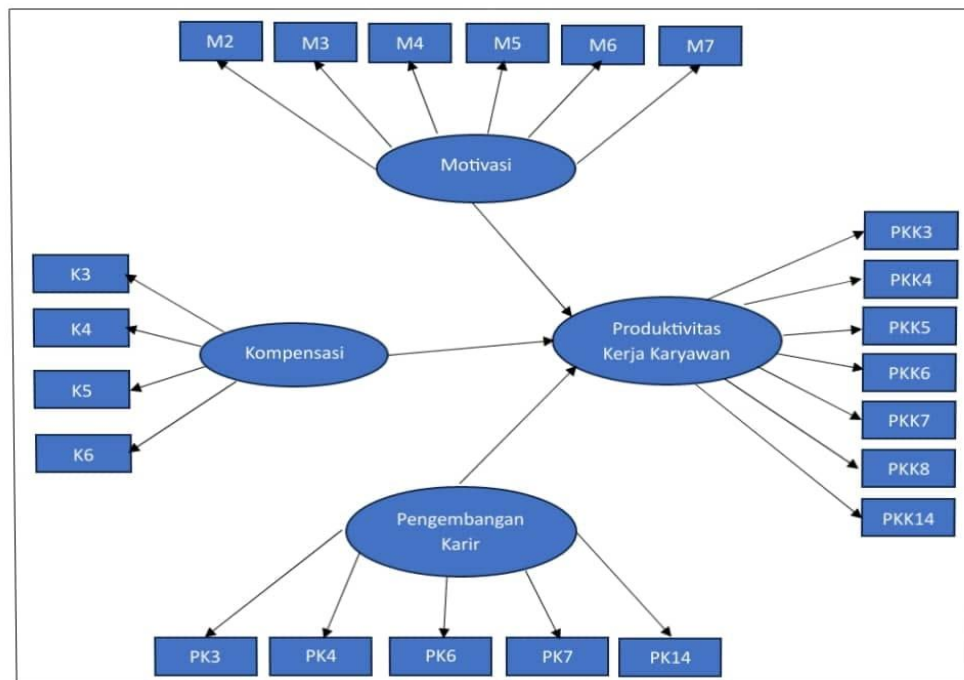 M2
M3
M4
M5
M6
M7
Motivasi
K3
K4
K5
K6
Kompensasi
Produktivitas
Kerja Karyawan
PKK3
PKK4
PKK5
PKK6
PKK7
PKK8
PKK14
Pengembangan
Karir
PK3
PK4
PK6
PK7
PK14